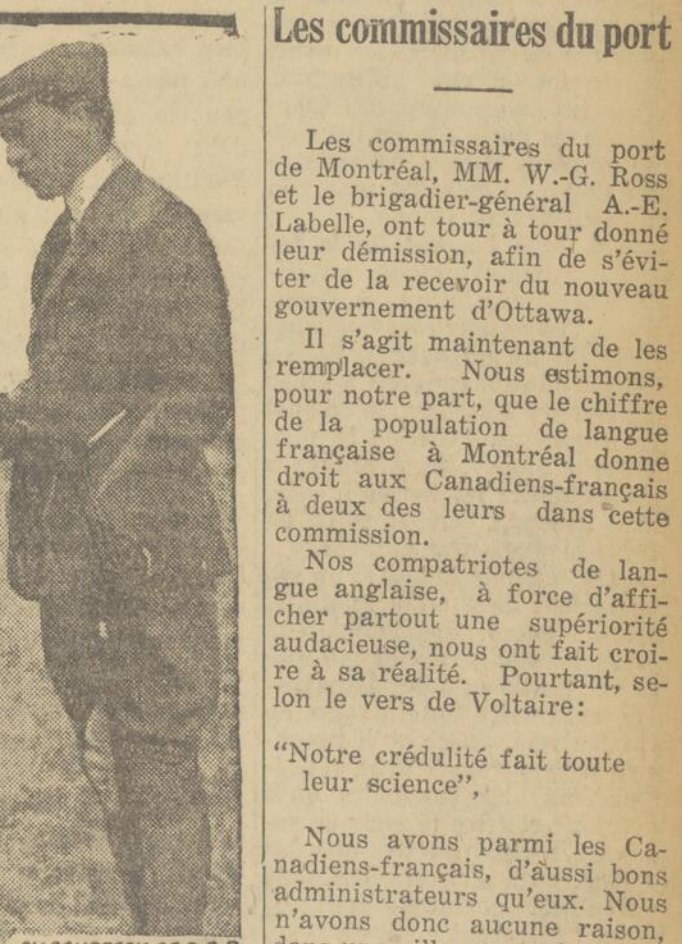 Les commissaires du port
Les commissaires du port
de Montréal, MM. W.-G. Ross
et le brigadier-général A.-E.
Labelle, ont tour à tour donné
leur démission, afin de s'évi-
ter de la recevoir du nouveau
gouvernement d'Ottawa.
Il s'agit maintenant de les
remplacer. Nous estimons,
pour notre part, que le chiffre
de la population de langue
française à Montréal donne
droit aux Canadiens-français
à deux des leurs dans cette
commission.
Nos compatriotes de lan-
gue anglaise, à force d'affi-
cher partout une supériorité
audacieuse, nous ont fait croi-
re à sa réalité. Pourtant, se-
lon le vers de Voltaire:
"Notre crédulité fait toute
leur science",
Nous avons parmi les Ca-
nadiens-français, d'aussi bons
administrateurs qu'eux. Nous
n'avons donc aucune raison,